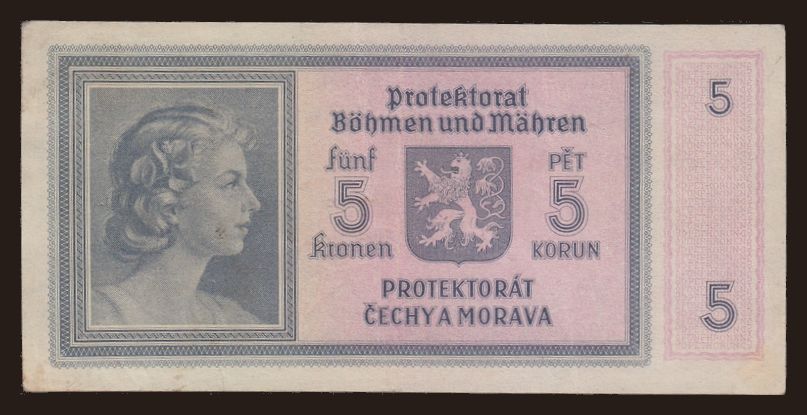 Protektorat
Böhmen und Mähren
fünf
5
Kronen
PĚT
5
KORUN
PROTEKTORÁT
ČECHY A MORAVA
5
5